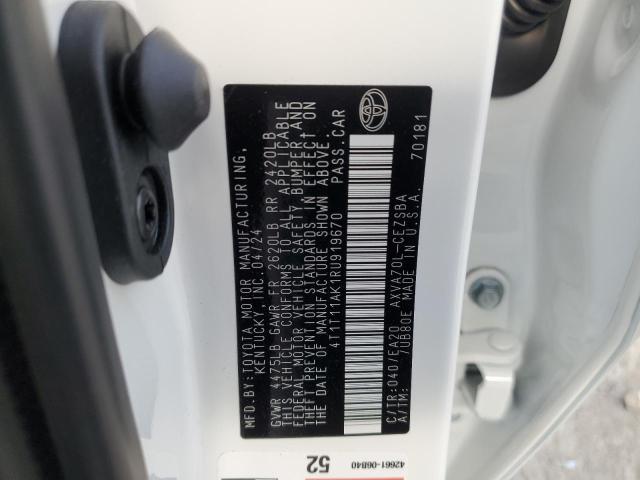 MFD.BY:TOYOTA MOTOR MANUFACTURING,
KENTUCKY, INC. 04/24
GVWR 4475LB GAWR FR 2620LB RR 2420LB
THIS VEHICLE CONFORMS TO ALL APPLICABLE
FEDERAL MOTOR VEHICLE SAFETY, BUMPER, AND
THEFT PREVENTION STANDARDS IN EFFECT ON
THE DATE OF MANUFACTURE SHOWN ABOVE.
4T1T11AK1RU919670 PASS.CAR
C/TR:040/EA20 AXVA70L-CEZSBA
A/TM: /UB80E MADE IN U.S.A. 70181
52
42661-06B40